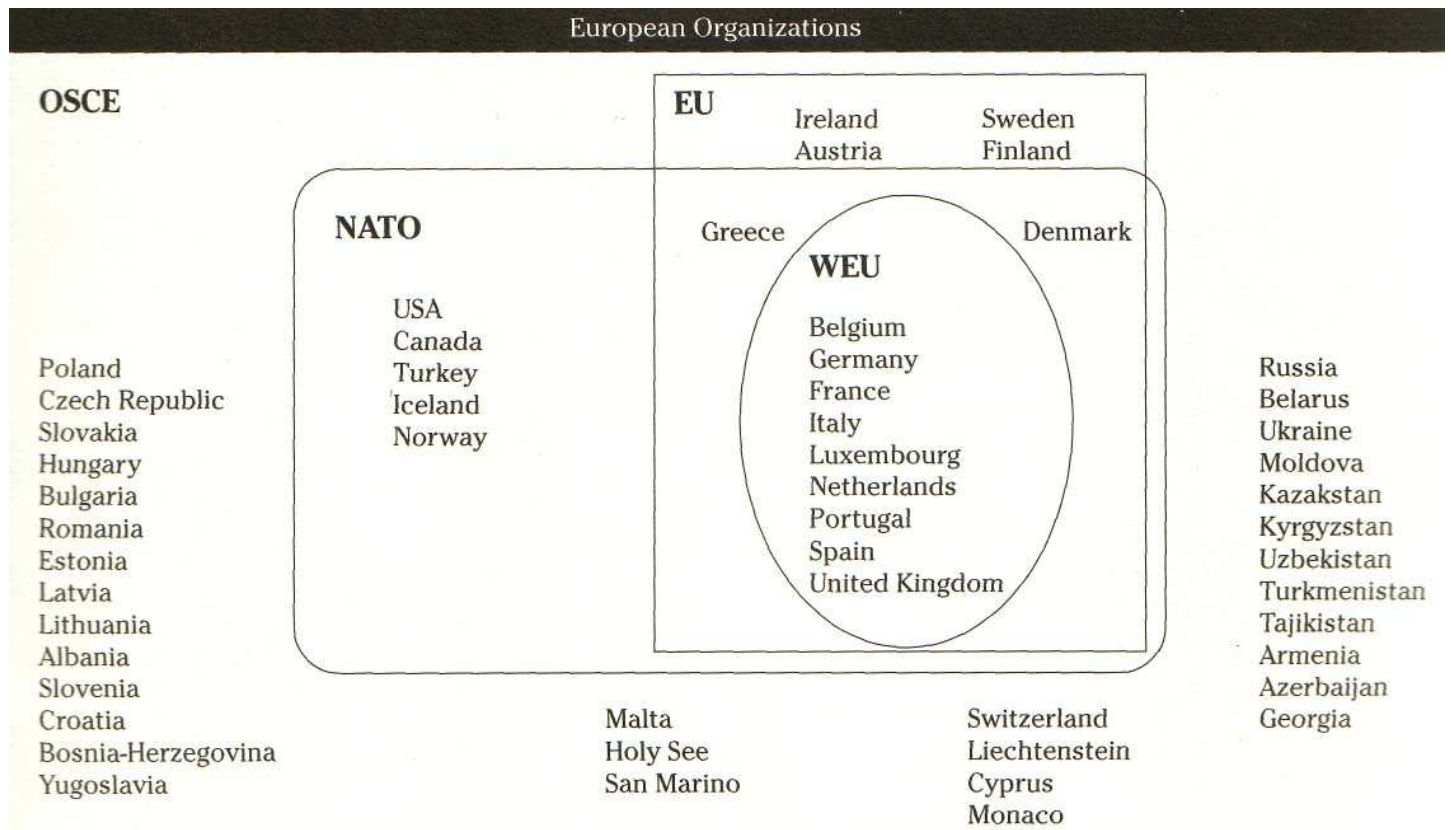 European Organizations
OSCE
EU
Ireland
Austria
Sweden
Finland
NATO
USA
Canada
Turkey
Iceland
Norway
Greece
Denmark
WEU
Belgium
Germany
France
Italy
Luxembourg
Netherlands
Portugal
Spain
United Kingdom
Poland
Czech Republic
Slovakia
Hungary
Bulgaria
Romania
Estonia
Latvia
Lithuania
Albania
Slovenia
Croatia
Bosnia-Herzegovina
Yugoslavia
Malta
Holy See
San Marino
Switzerland
Liechtenstein
Cyprus
Monaco
Russia
Belarus
Ukraine
Moldova
Kazakstan
Kyrgyzstan
Uzbekistan
Turkmenistan
Tajikistan
Armenia
Azerbaijan
Georgia